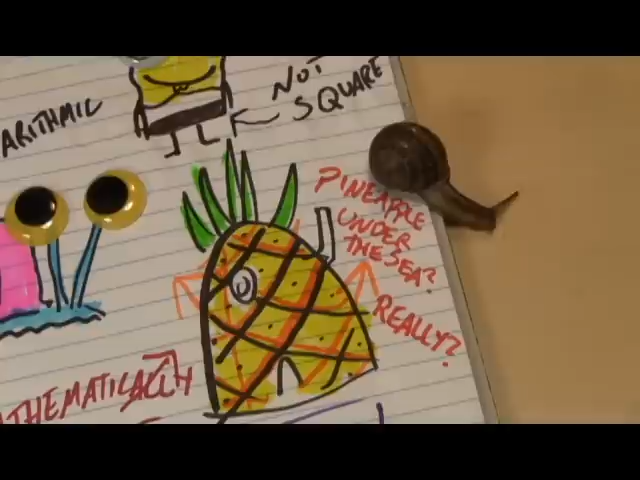 NOT
SQUARE
ARITHMIC
PINEAPPLE
UNDER
THE SEA?
REALLY?
THEMATICALLY